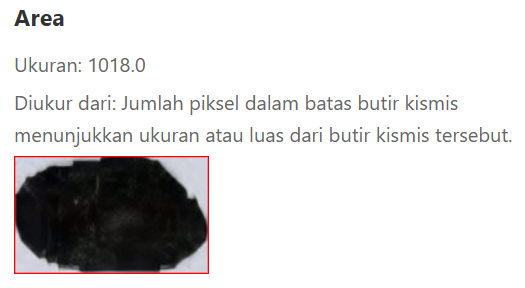 Area
Ukuran: 1018.0
Diukur dari: Jumlah piksel dalam batas butir kismis
menunjukkan ukuran atau luas dari butir kismis tersebut.